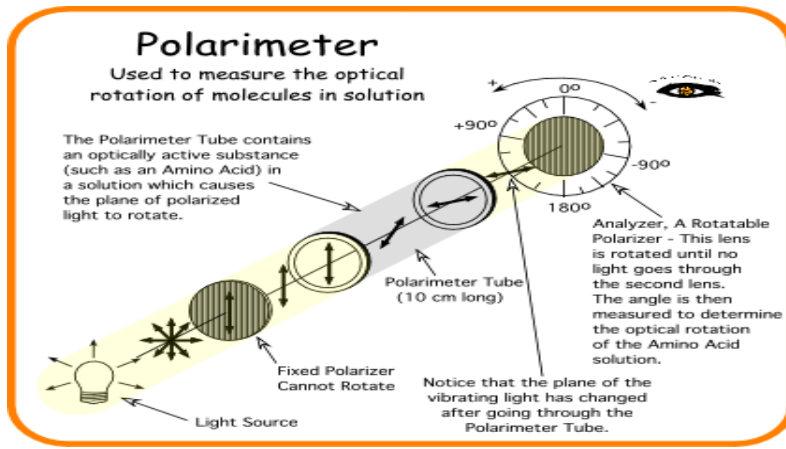 Polarimeter
Used to measure the optical
rotation of molecules in solution
The Polarimeter Tube contains
an optically active substance
(such as an Amino Acid) in
a solution which causes
the plane of polarized
light to rotate.
+
0º
-
+90º
-90º
180º
Analyzer, A Rotatable
Polarizer - This lens
is rotated until no
light goes through
the second lens.
The angle is then
measured to determine
the optical rotation
of the Amino Acid
solution.
Polarimeter Tube
(10 cm long)
Fixed Polarizer
Cannot Rotate
Notice that the plane of the
vibrating light has changed
after going through the
Polarimeter Tube.
Light Source